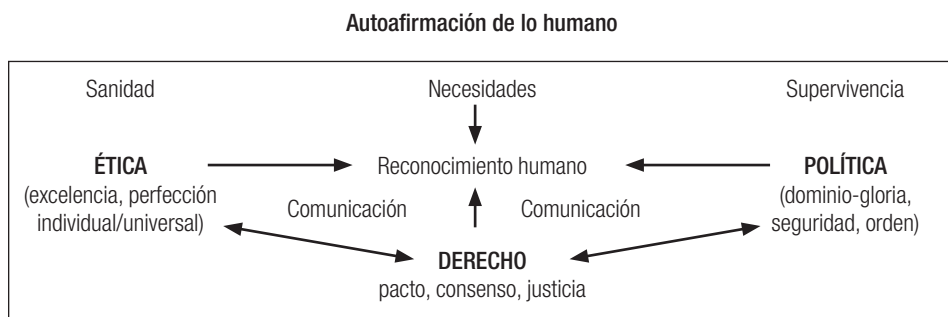 Autoafirmación de lo humano
Sanidad Necesidades Supervivencia
ÉTICA Reconocimiento humano POLÍTICA
(excelencia, perfección (dominio-gloria,
individual/universal) Comunicación Comunicación seguridad, orden)
DERECHO
pacto, consenso, justicia